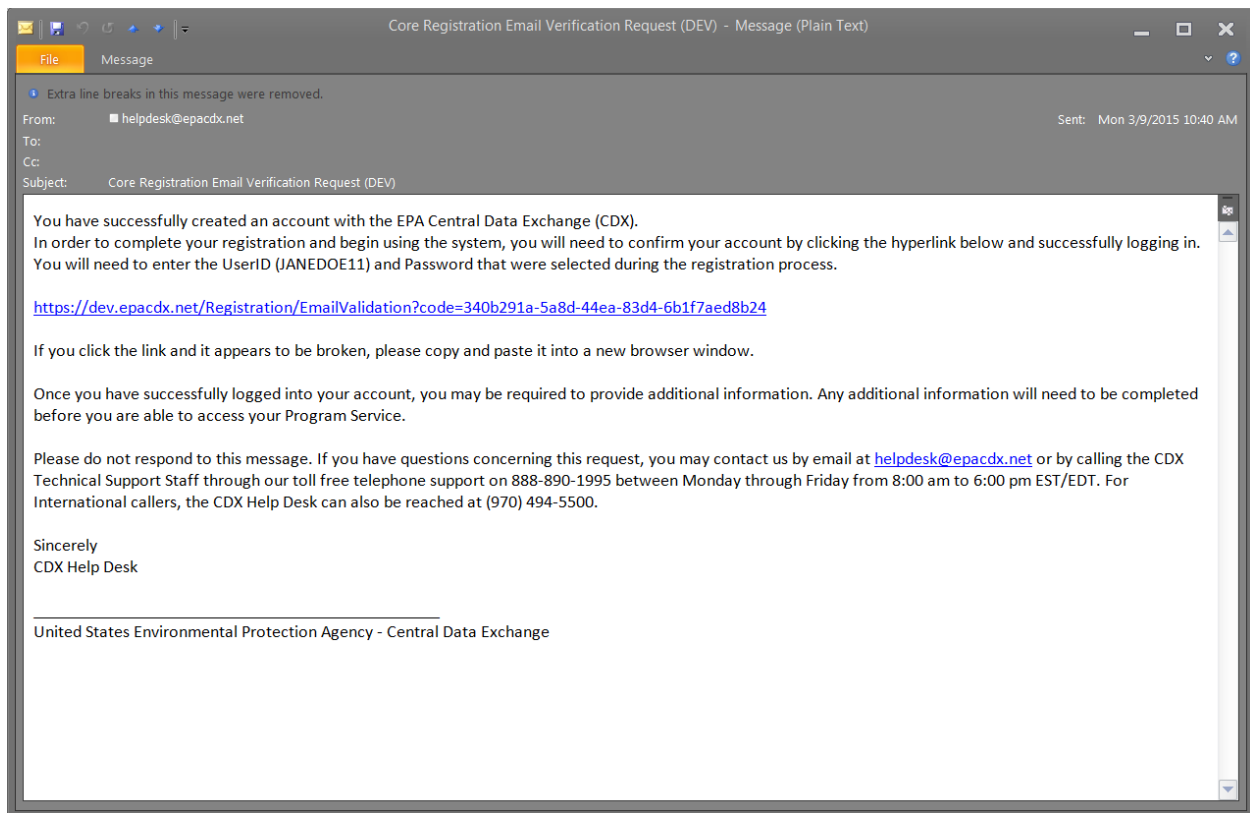 Core Registration Email Verification Request (DEV) - Message (Plain Text)
File Message
Extra line breaks in this message were removed.
From: helpdesk@epacdx.net Sent: Mon 3/9/2015 10:40 AM
To:
Cc:
Subject: Core Registration Email Verification Request (DEV)
You have successfully created an account with the EPA Central Data Exchange (CDX).
In order to complete your registration and begin using the system, you will need to confirm your account by clicking the hyperlink below and successfully logging in.
You will need to enter the UserID (JANEDOE11) and Password that were selected during the registration process.
https://dev.epacdx.net/Registration/EmailValidation?code=340b291a-5a8d-44ea-83d4-6b1f7aed8b24
If you click the link and it appears to be broken, please copy and paste it into a new browser window.
Once you have successfully logged into your account, you may be required to provide additional information. Any additional information will need to be completed
before you are able to access your Program Service.
Please do not respond to this message. If you have questions concerning this request, you may contact us by email at helpdesk@epacdx.net or by calling the CDX
Technical Support Staff through our toll free telephone support on 888-890-1995 between Monday through Friday from 8:00 am to 6:00 pm EST/EDT. For
International callers, the CDX Help Desk can also be reached at (970) 494-5500.
Sincerely
CDX Help Desk
United States Environmental Protection Agency - Central Data Exchange